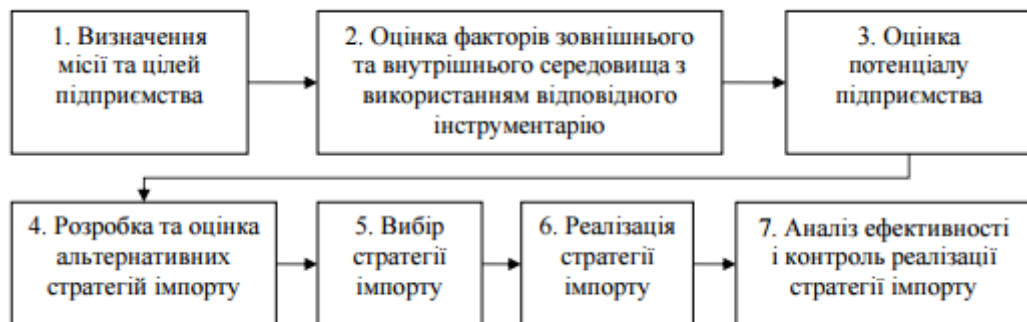 1. Визначення
місії та цілей
підприємства
2. Оцінка факторів зовнішнього
та внутрішнього середовища з
використанням відповідного
інструментарію
3. Оцінка
потенціалу
підприємства
4. Розробка та оцінка
альтернативних
стратегій імпорту
5. Вибір
стратегії
імпорту
6. Реалізація
стратегії
імпорту
7. Аналіз ефективності
і контроль реалізації
стратегії імпорту